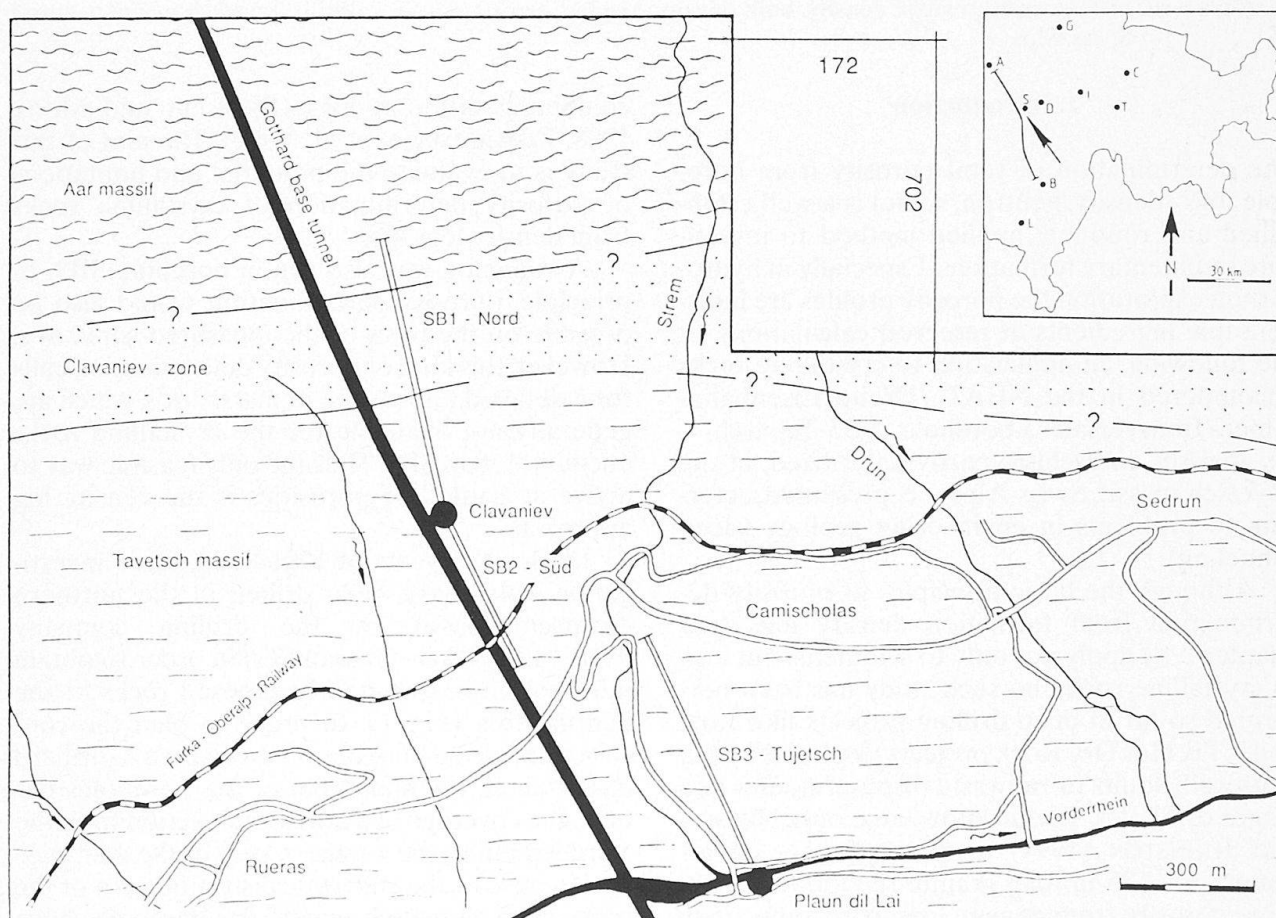 172
702
G
A
C
S
D
I
T
B
L
N
30 km
Gotthard base tunnel
Aar massif
Strem
?
?
SB1 - Nord
Clavaniev - zone
?
?
Drun
Clavaniev
Sedrun
Tavetsch massif
SB2 - Süd
Camischolas
Furka - Oberalp - Railway
SB3 - Tujetsch
Vorderrhein
Rueras
300 m
Plaun dil Lai